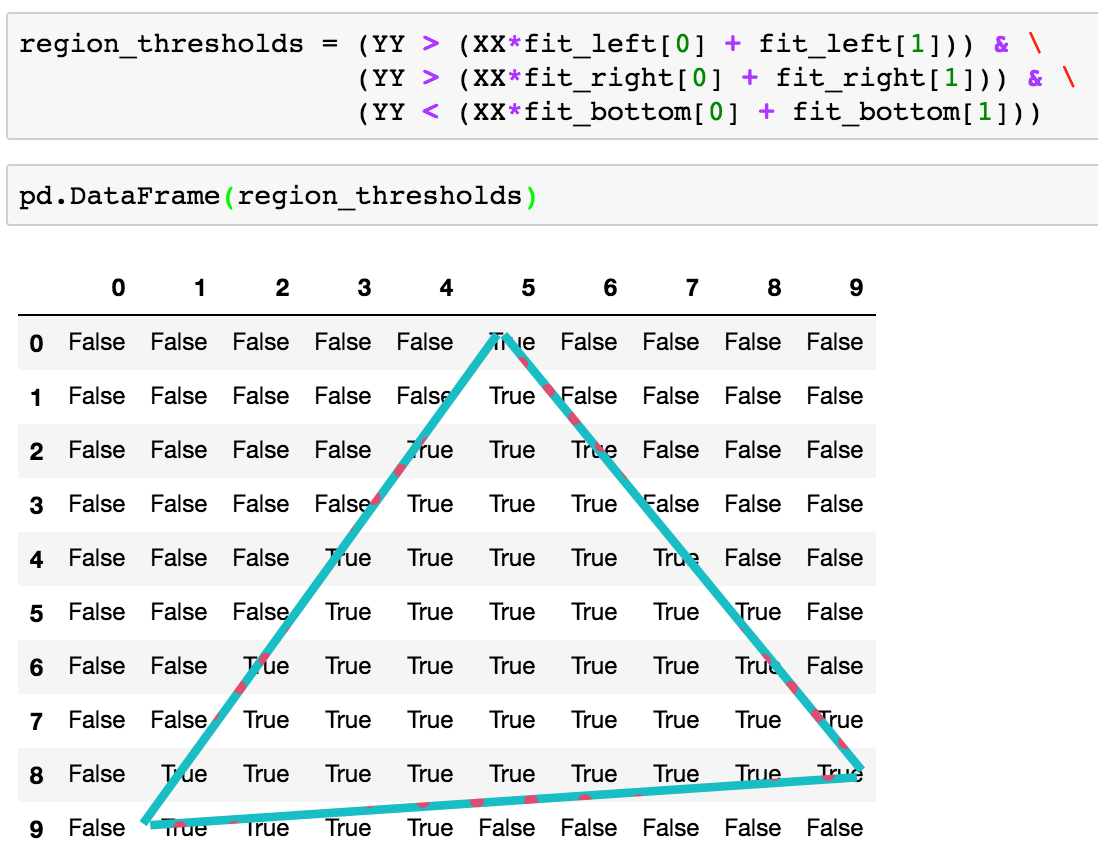 region_thresholds = (YY > (XX*fit_left[0] + fit_left[1])) & \
(YY > (XX*fit_right[0] + fit_right[1])) & \
(YY < (XX*fit_bottom[0] + fit_bottom[1]))
pd.DataFrame(region_thresholds)
0 1 2 3 4 5 6 7 8 9
0 False False False False False True False False False False
1 False False False False False True False False False False
2 False False False False True True True False False False
3 False False False False True True True False False False
4 False False False True True True True True False False
5 False False False True True True True True True False
6 False False True True True True True True True False
7 False False True True True True True True True True
8 False True True True True True True True True True
9 False True True True True False False False False False